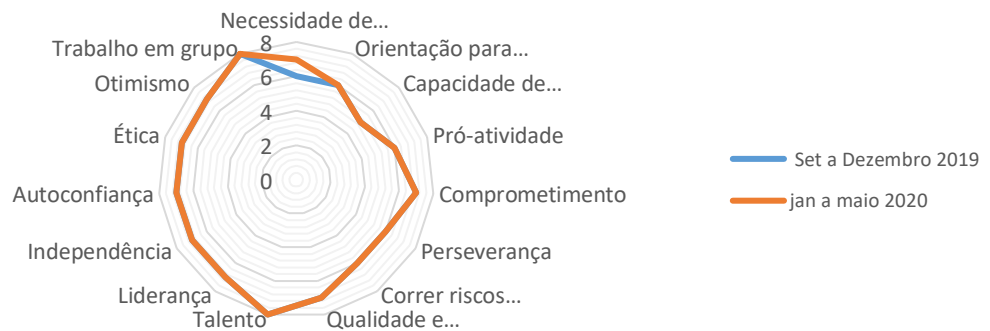 Necessidade de...
Orientação para...
Capacidade de...
Pró-atividade
Comprometimento
Perseverança
Correr riscos...
Qualidade e...
Talento
Liderança
Independência
Autoconfiança
Ética
Otimismo
Trabalho em grupo
8
6
4
2
0
Set a Dezembro 2019
jan a maio 2020